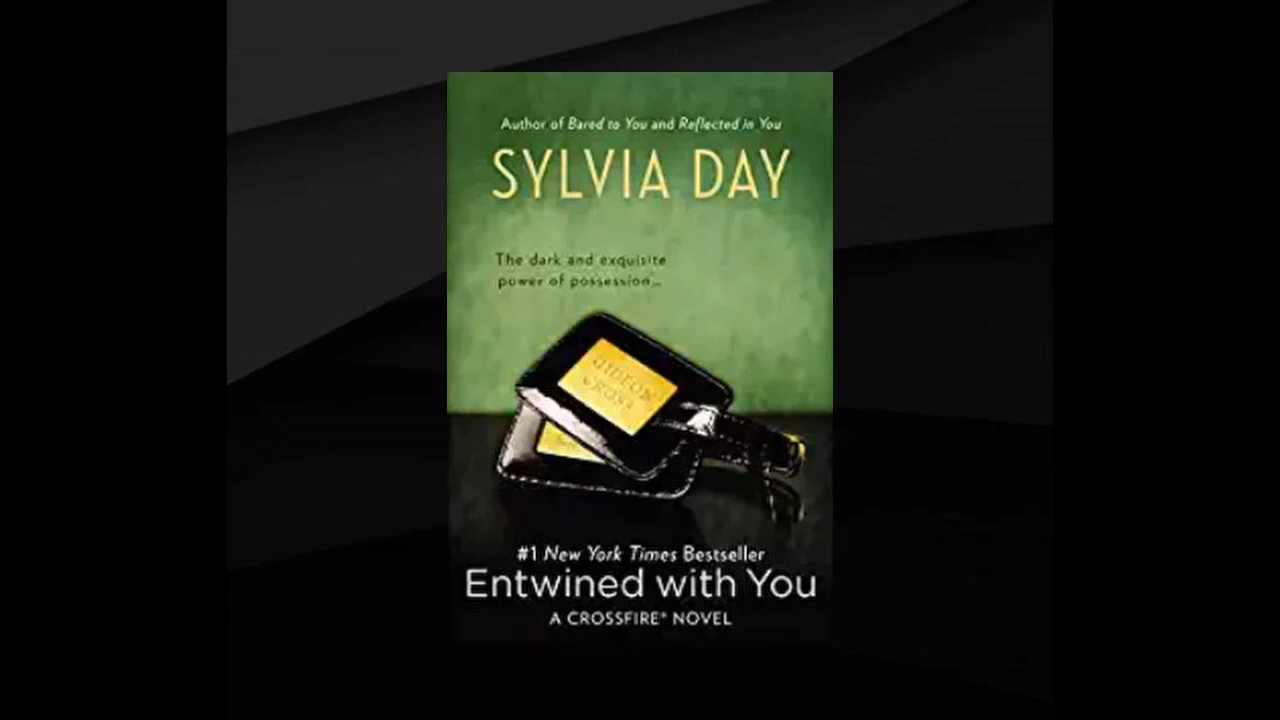 Author of Bared to You and Reflected in You
SYLVIA DAY
The dark and exquisite
power of possession...
GIDEON
CROSS
#1 New York Times Bestseller
Entwined with You
A CROSSFIRE® NOVEL